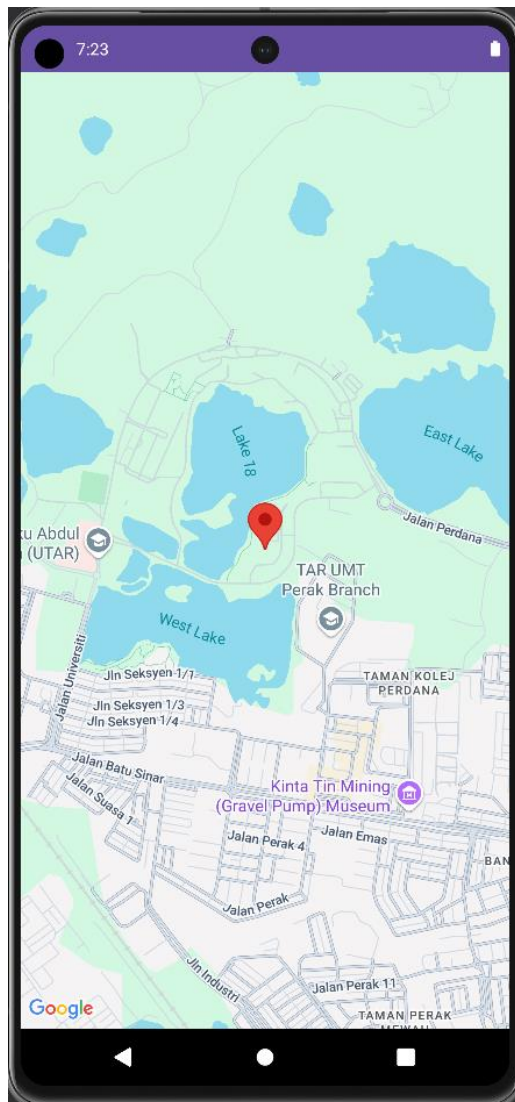 7:23
Lake 18
East Lake
Jalan Perdana
ku Abdul
(UTAR)
TAR UMT
Perak Branch
West Lake
Jalan Universiti
Jln Seksyen 1/1
TAMAN KOLEJ
PERDANA
Jln Seksyen 1/3
Jln Seksyen 1/4
Jalan Batu Sinar
Jalan Suasa 1
Kinta Tin Mining
(Gravel Pump) Museum
Jalan Emas
Jalan Perak 4
BAN
Jalan Perak
Jln Industri
Jalan Perak 11
Google
TAMAN PERAK
MEWAH